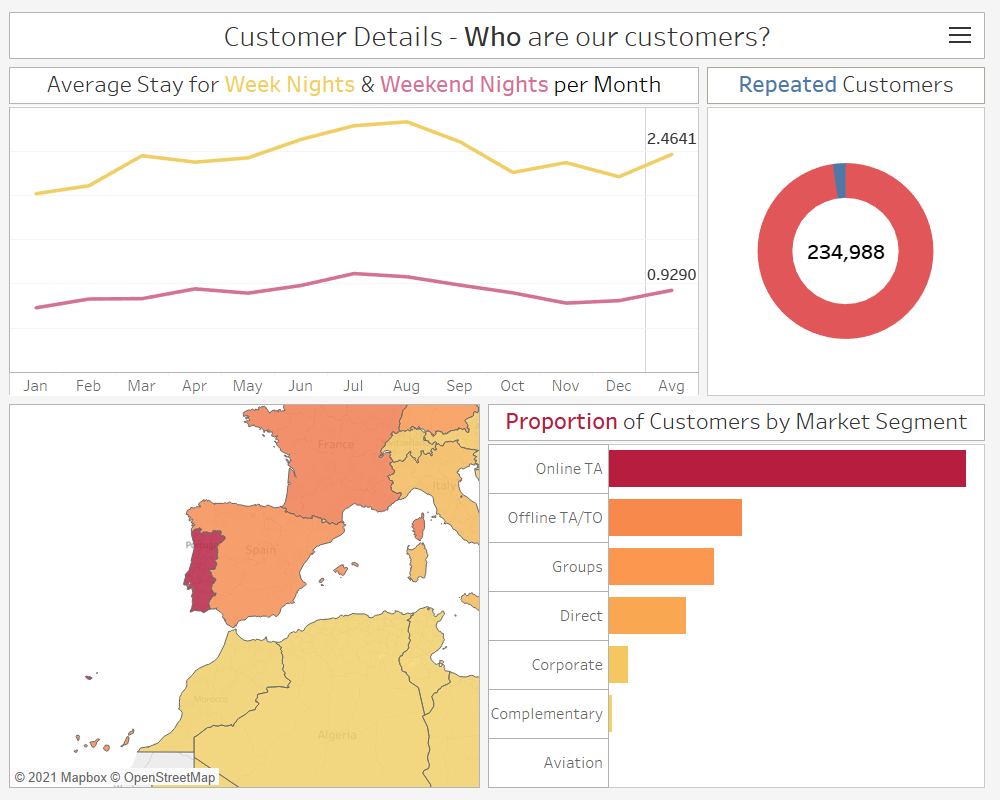 Customer Details - Who are our customers?
Average Stay for Week Nights & Weekend Nights per Month
Repeated Customers
2.4641
0.9290
Jan Feb Mar Apr May Jun Jul Aug Sep Oct Nov Dec Avg
234,988
France
Italy
Spain
Morocco
Algeria
© 2021 Mapbox © OpenStreetMap
Proportion of Customers by Market Segment
Online TA
Offline TA/TO
Groups
Direct
Corporate
Complementary
Aviation